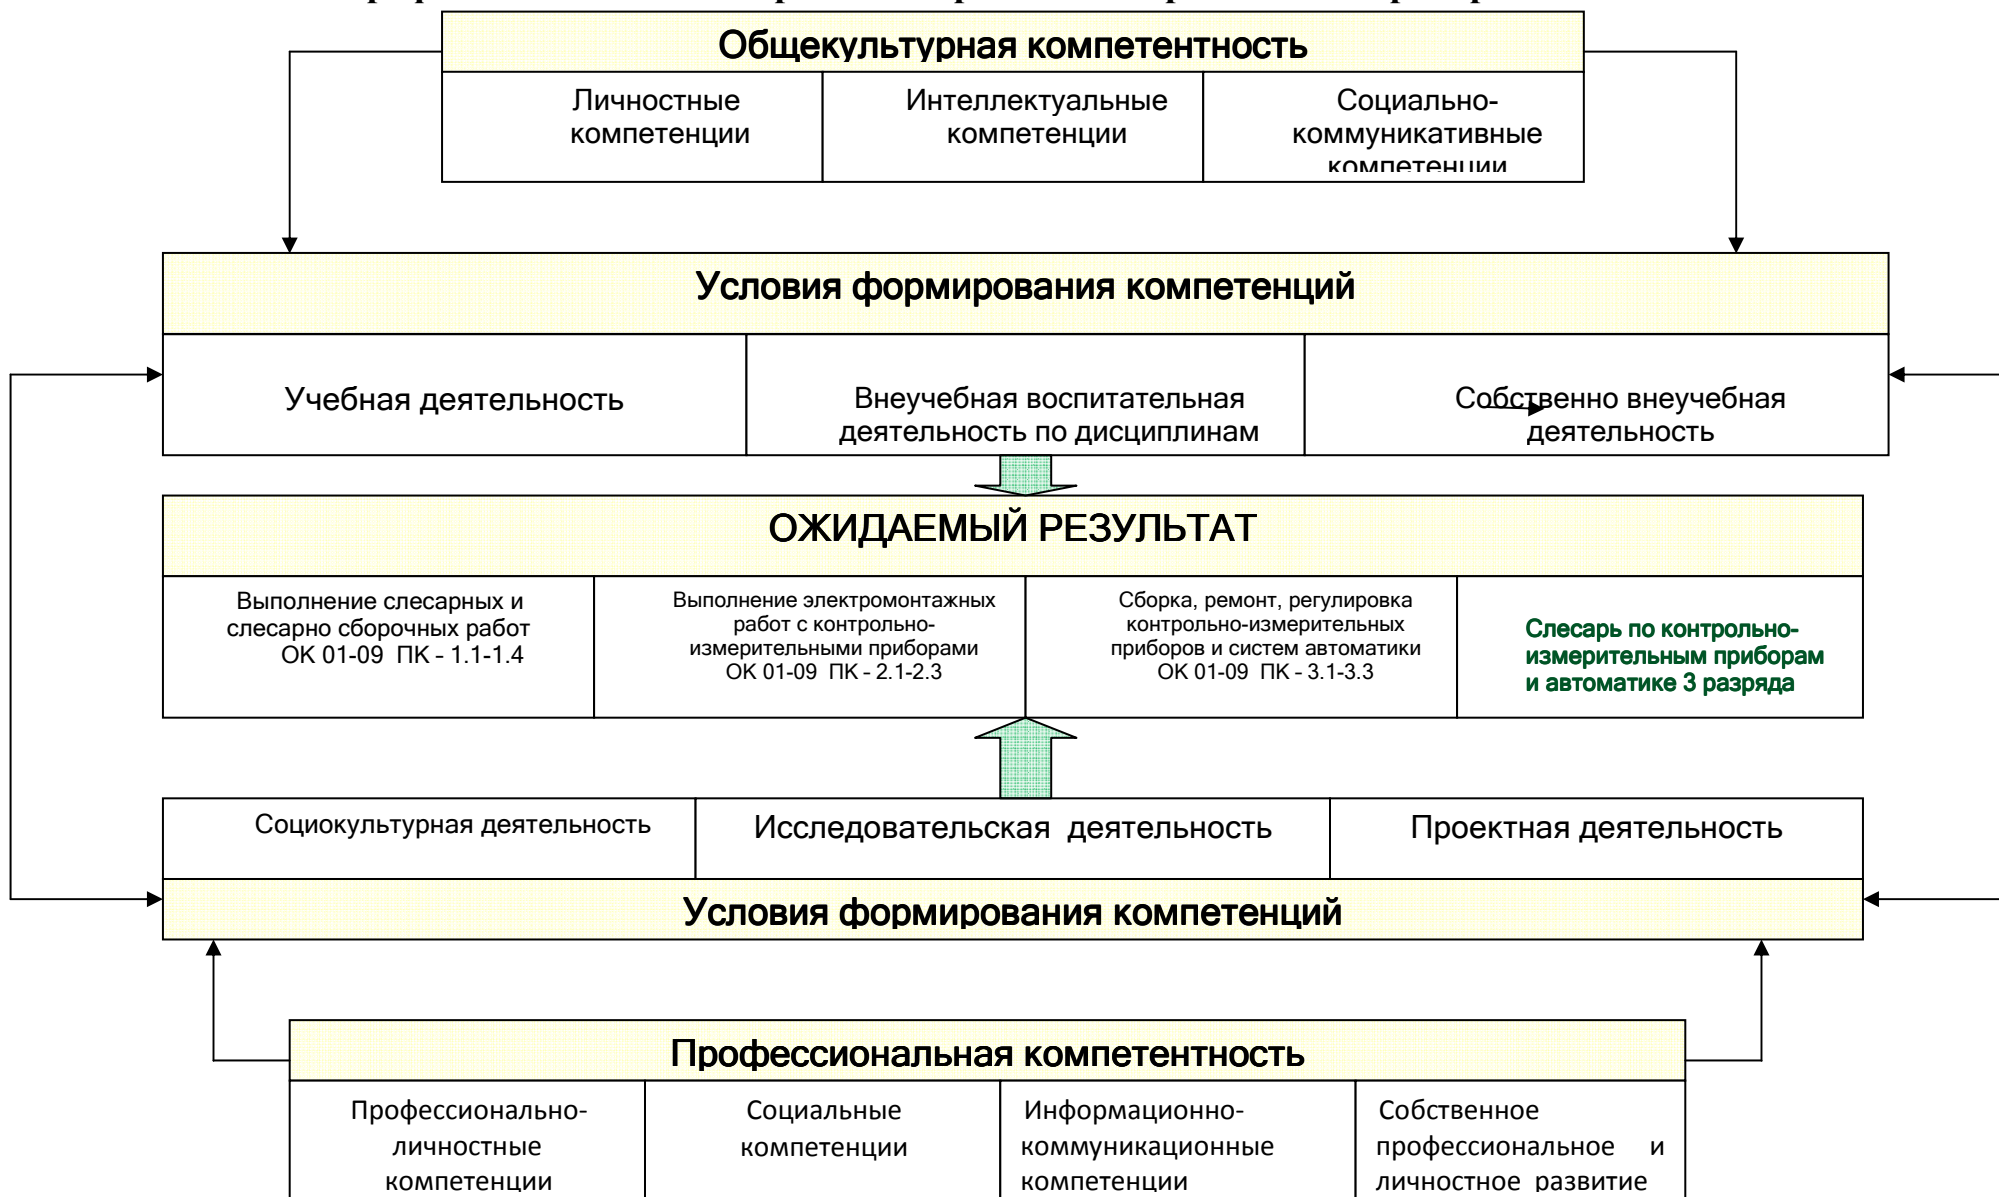 Общекультурная компетентность
Личностные
компетенции
Интеллектуальные
компетенции
Социально-
коммуникативные
компетенции
Условия формирования компетенций
Учебная деятельность
Внеучебная воспитательная
деятельность по дисциплинам
Собственно внеучебная
деятельность
ОЖИДАЕМЫЙ РЕЗУЛЬТАТ
Выполнение слесарных и
слесарно сборочных работ
ОК 01-09 ПК – 1.1-1.4
Выполнение электромонтажных
работ с контрольно-
измерительными приборами
ОК 01-09 ПК – 2.1-2.3
Сборка, ремонт, регулировка
контрольно-измерительных
приборов и систем автоматики
ОК 01-09 ПК – 3.1-3.3
Слесарь по контрольно-
измерительным приборам
и автоматике 3 разряда
Социокультурная деятельность
Исследовательская деятельность
Проектная деятельность
Условия формирования компетенций
Профессиональная компетентность
Профессионально-
личностные
компетенции
Социальные
компетенции
Информационно-
коммуникационные
компетенции
Собственное
профессиональное и
личностное развитие